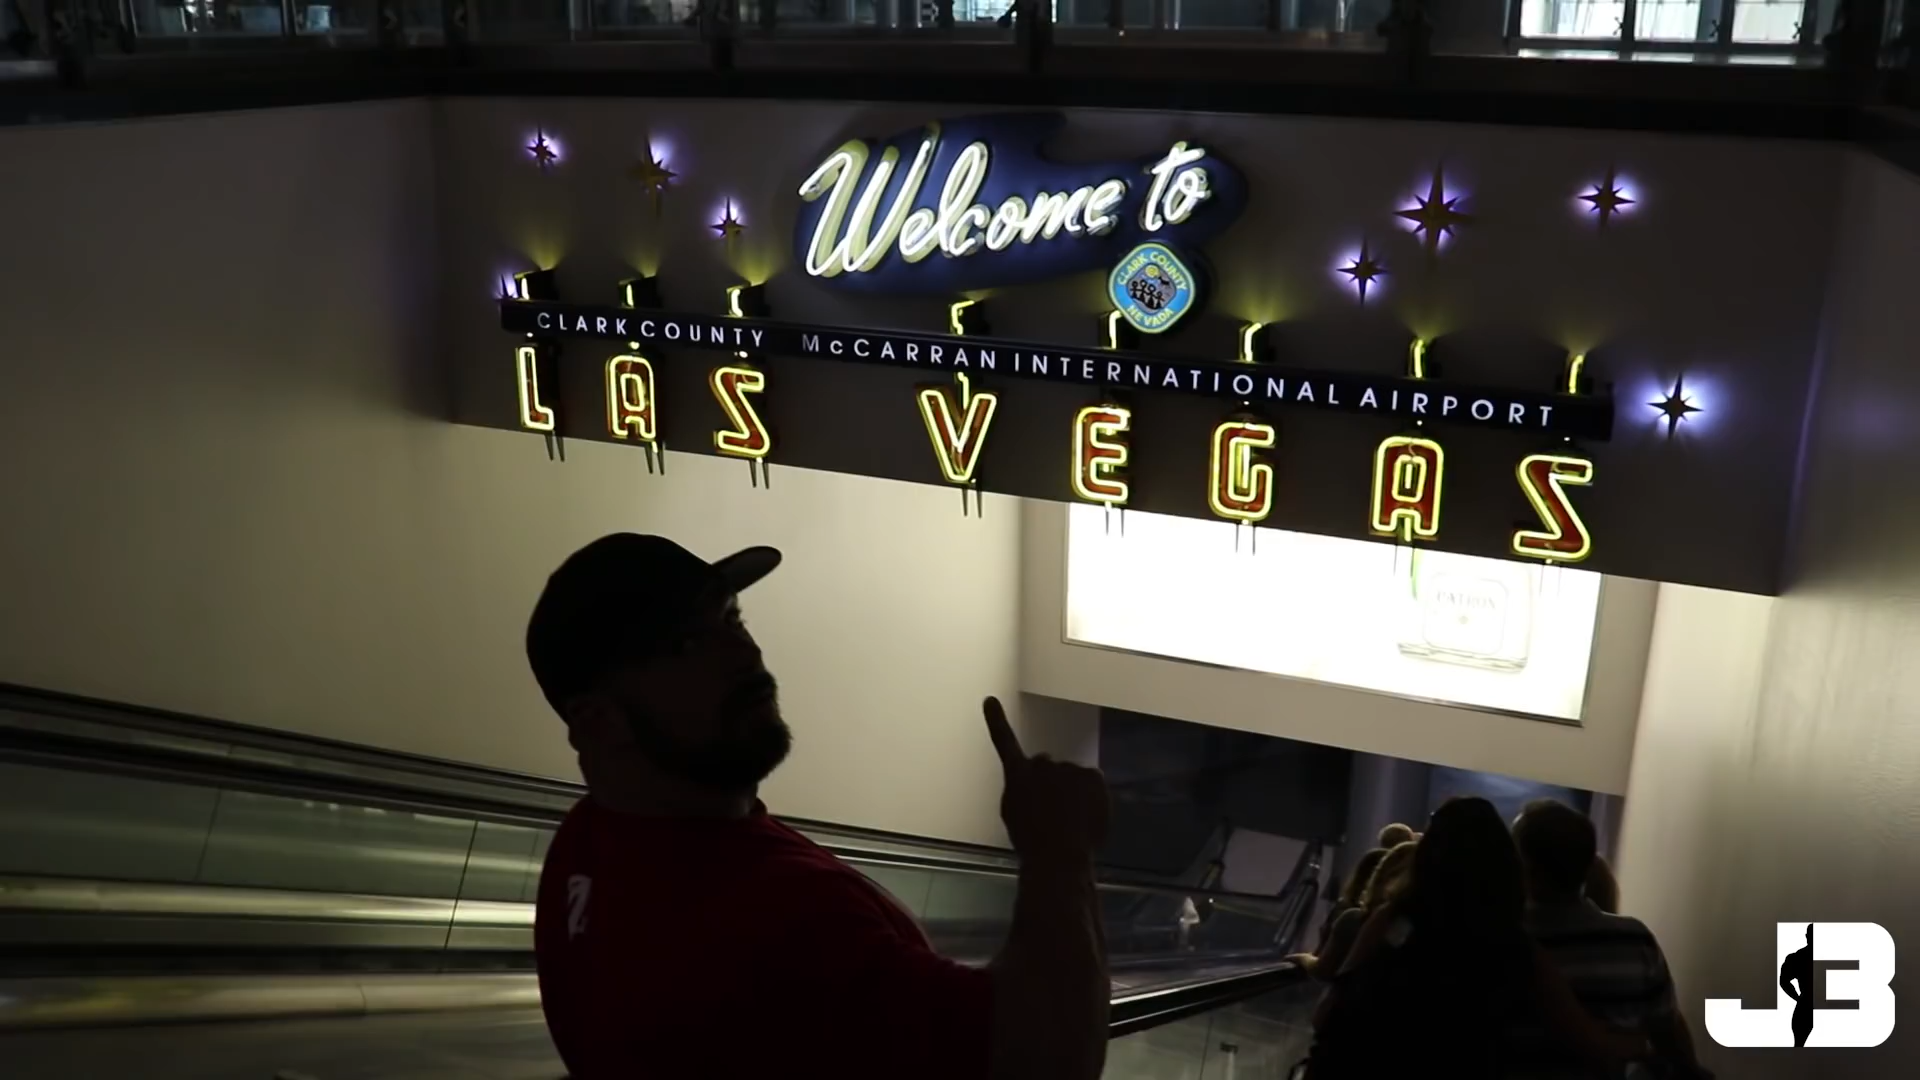 Welcome to
CLARK COUNTY
NEVADA
CLARK COUNTY McCARRAN INTERNATIONAL AIRPORT
LAS VEGAS
PATRÓN
JB